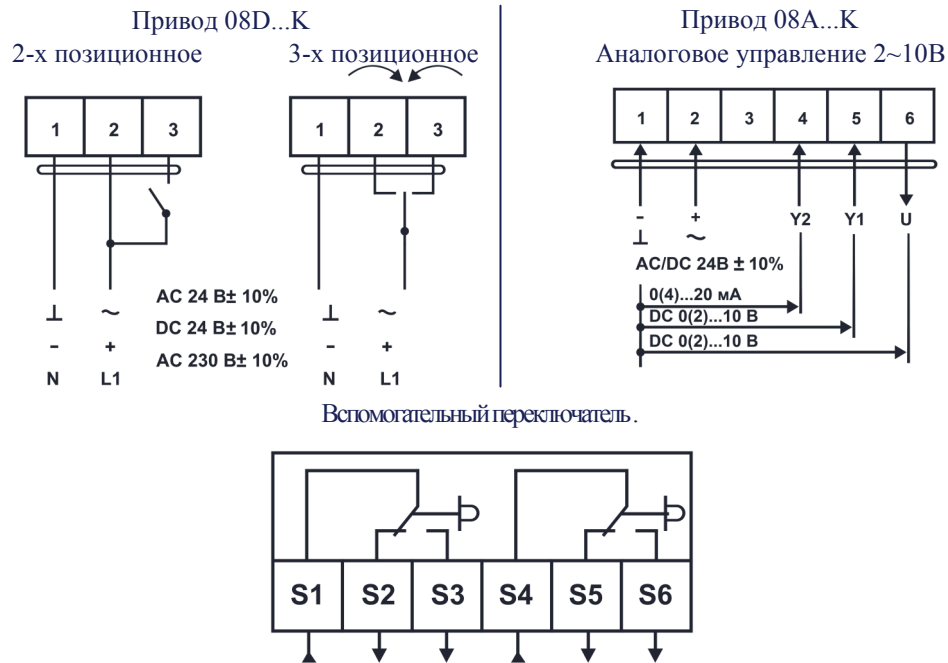 Привод 08D...K
2-х позиционное
3-х позиционное
1 2 3
1 2 3
⊥ ~
- +
N L1
AC 24 В± 10%
DC 24 В± 10%
AC 230 В± 10%
⊥ ~
- +
N L1
Привод 08А...K
Аналоговое управление 2~10В
1 2 3 4 5 6
- + Y2 Y1 U
⊥ ~
AC/DC 24В ± 10%
0(4)...20 мА
DC 0(2)...10 В
DC 0(2)...10 В
Вспомогательный переключатель.
S1 S2 S3 S4 S5 S6